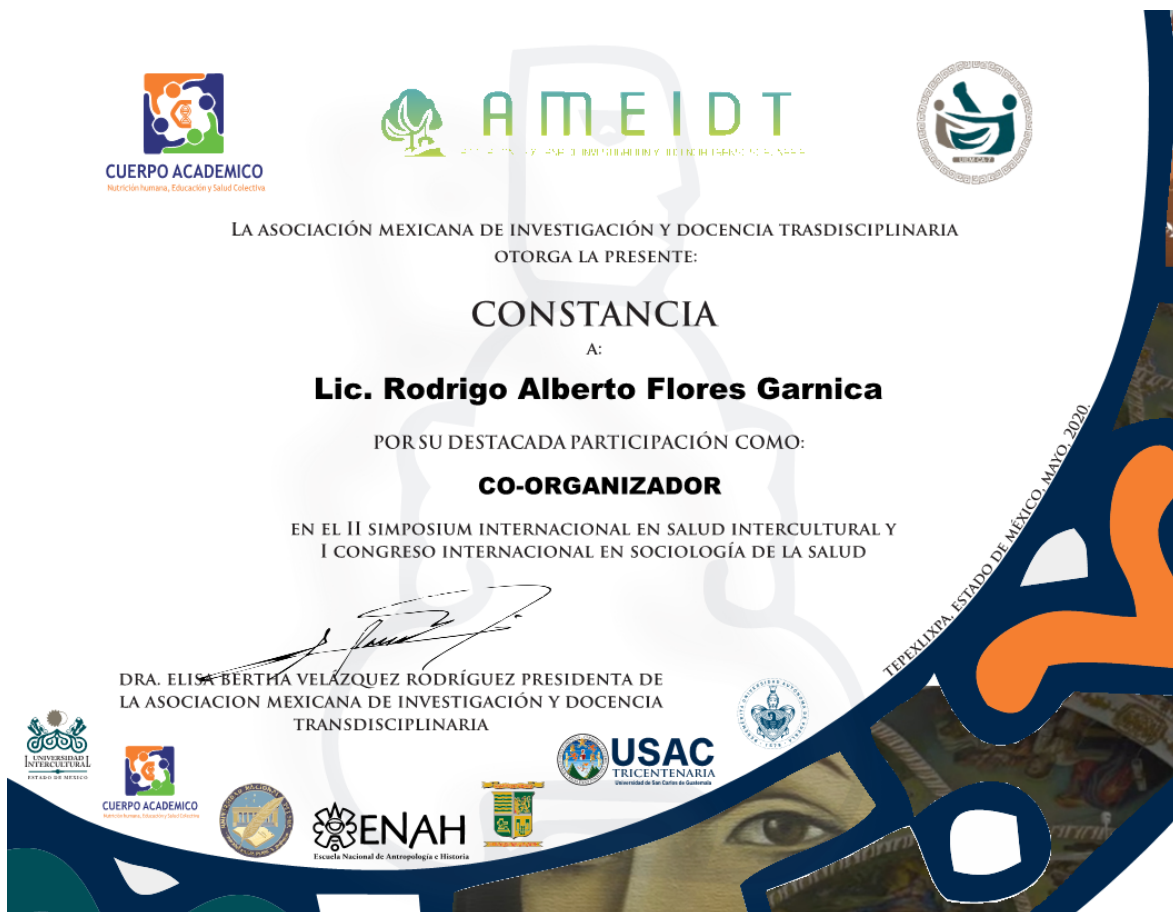 CUERPO ACADEMICO
Nutrición humana, Educación y Salud Colectiva
AMEIDT
UIEM-CA-7
LA ASOCIACIÓN MEXICANA DE INVESTIGACIÓN Y DOCENCIA TRASDISCIPLINARIA
OTORGA LA PRESENTE:
CONSTANCIA
A:
Lic. Rodrigo Alberto Flores Garnica
POR SU DESTACADA PARTICIPACIÓN COMO:
CO-ORGANIZADOR
EN EL II SIMPOSIUM INTERNACIONAL EN SALUD INTERCULTURAL Y
I CONGRESO INTERNACIONAL EN SOCIOLOGÍA DE LA SALUD
TEPEXLIXPA, ESTADO DE MÉXICO, MAYO, 2020.
DRA. ELISA BERTHA VELÁZQUEZ RODRÍGUEZ PRESIDENTA DE
LA ASOCIACION MEXICANA DE INVESTIGACIÓN Y DOCENCIA
TRANSDISCIPLINARIA
UNIVERSIDAD
INTERCULTURAL
ESTADO DE MÉXICO
CUERPO ACADEMICO
Nutrición humana, Educación y Salud Colectiva
ENAH
Escuela Nacional de Antropología e Historia
USAC
TRICENTENARIA
Universidad de San Carlos de Guatemala